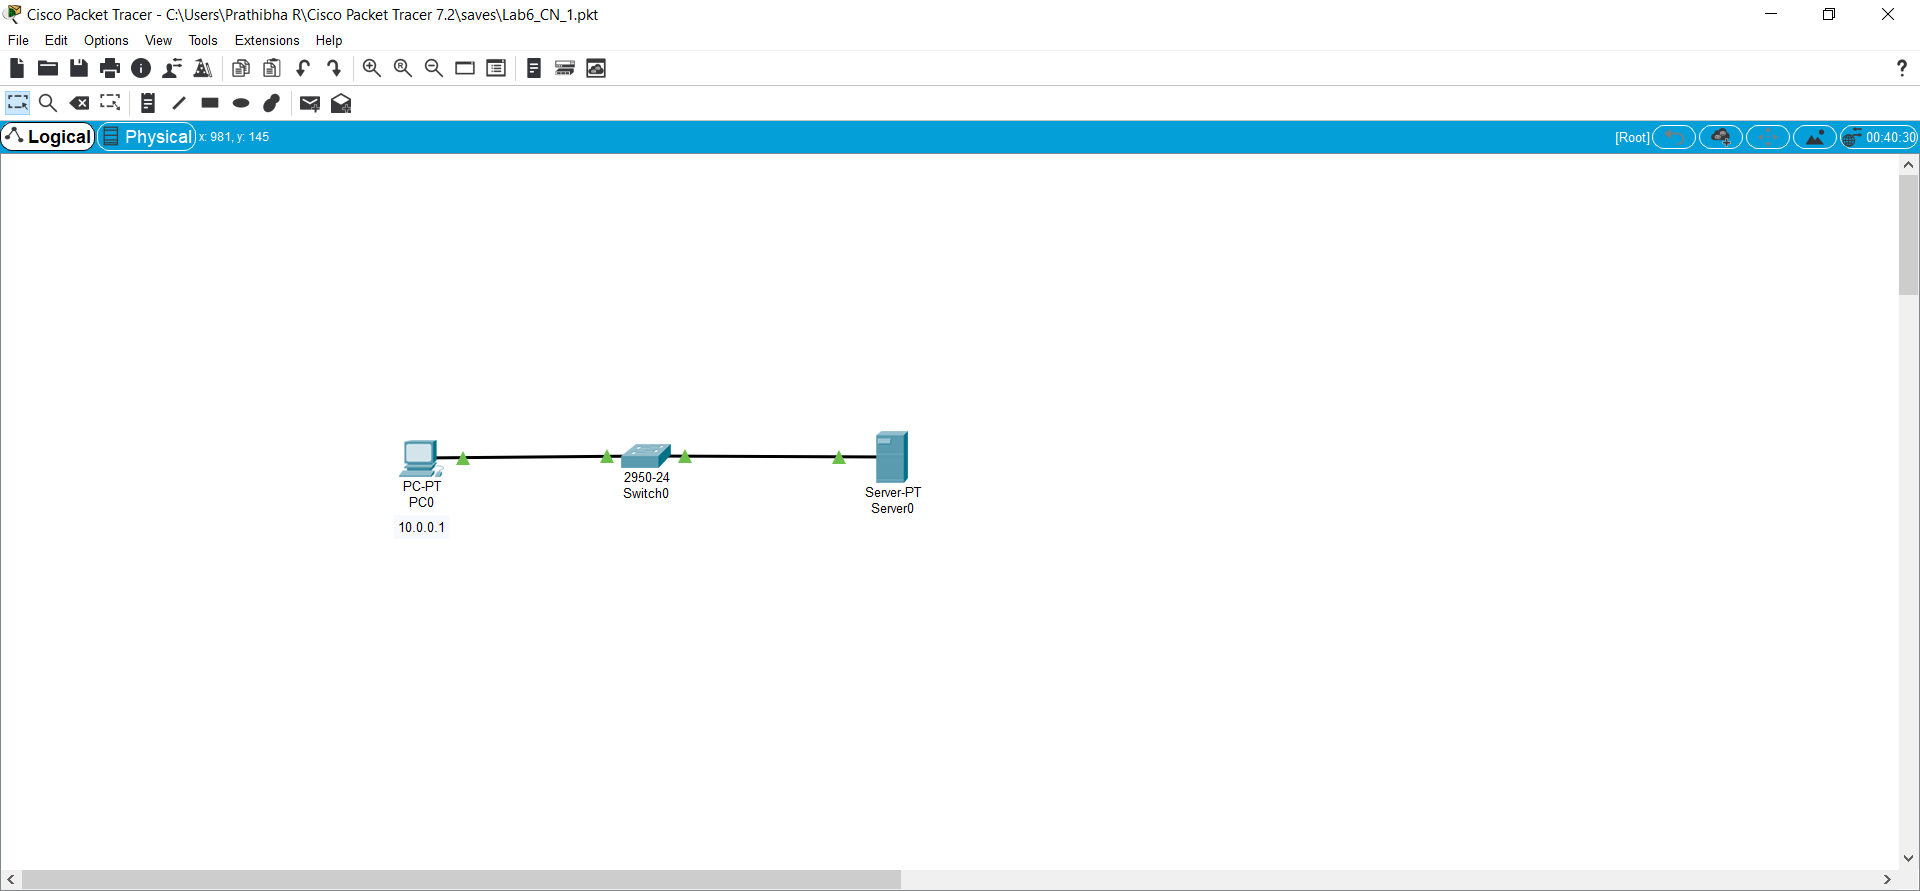 Cisco Packet Tracer - C:\Users\Prathibha R\Cisco Packet Tracer 7.2\saves\Lab6_CN_1.pkt
File Edit Options View Tools Extensions Help
?
Logical Physical x: 981, y: 145 [Root] 00:40:30
PC-PT
PC0
10.0.0.1
2950-24
Switch0
Server-PT
Server0